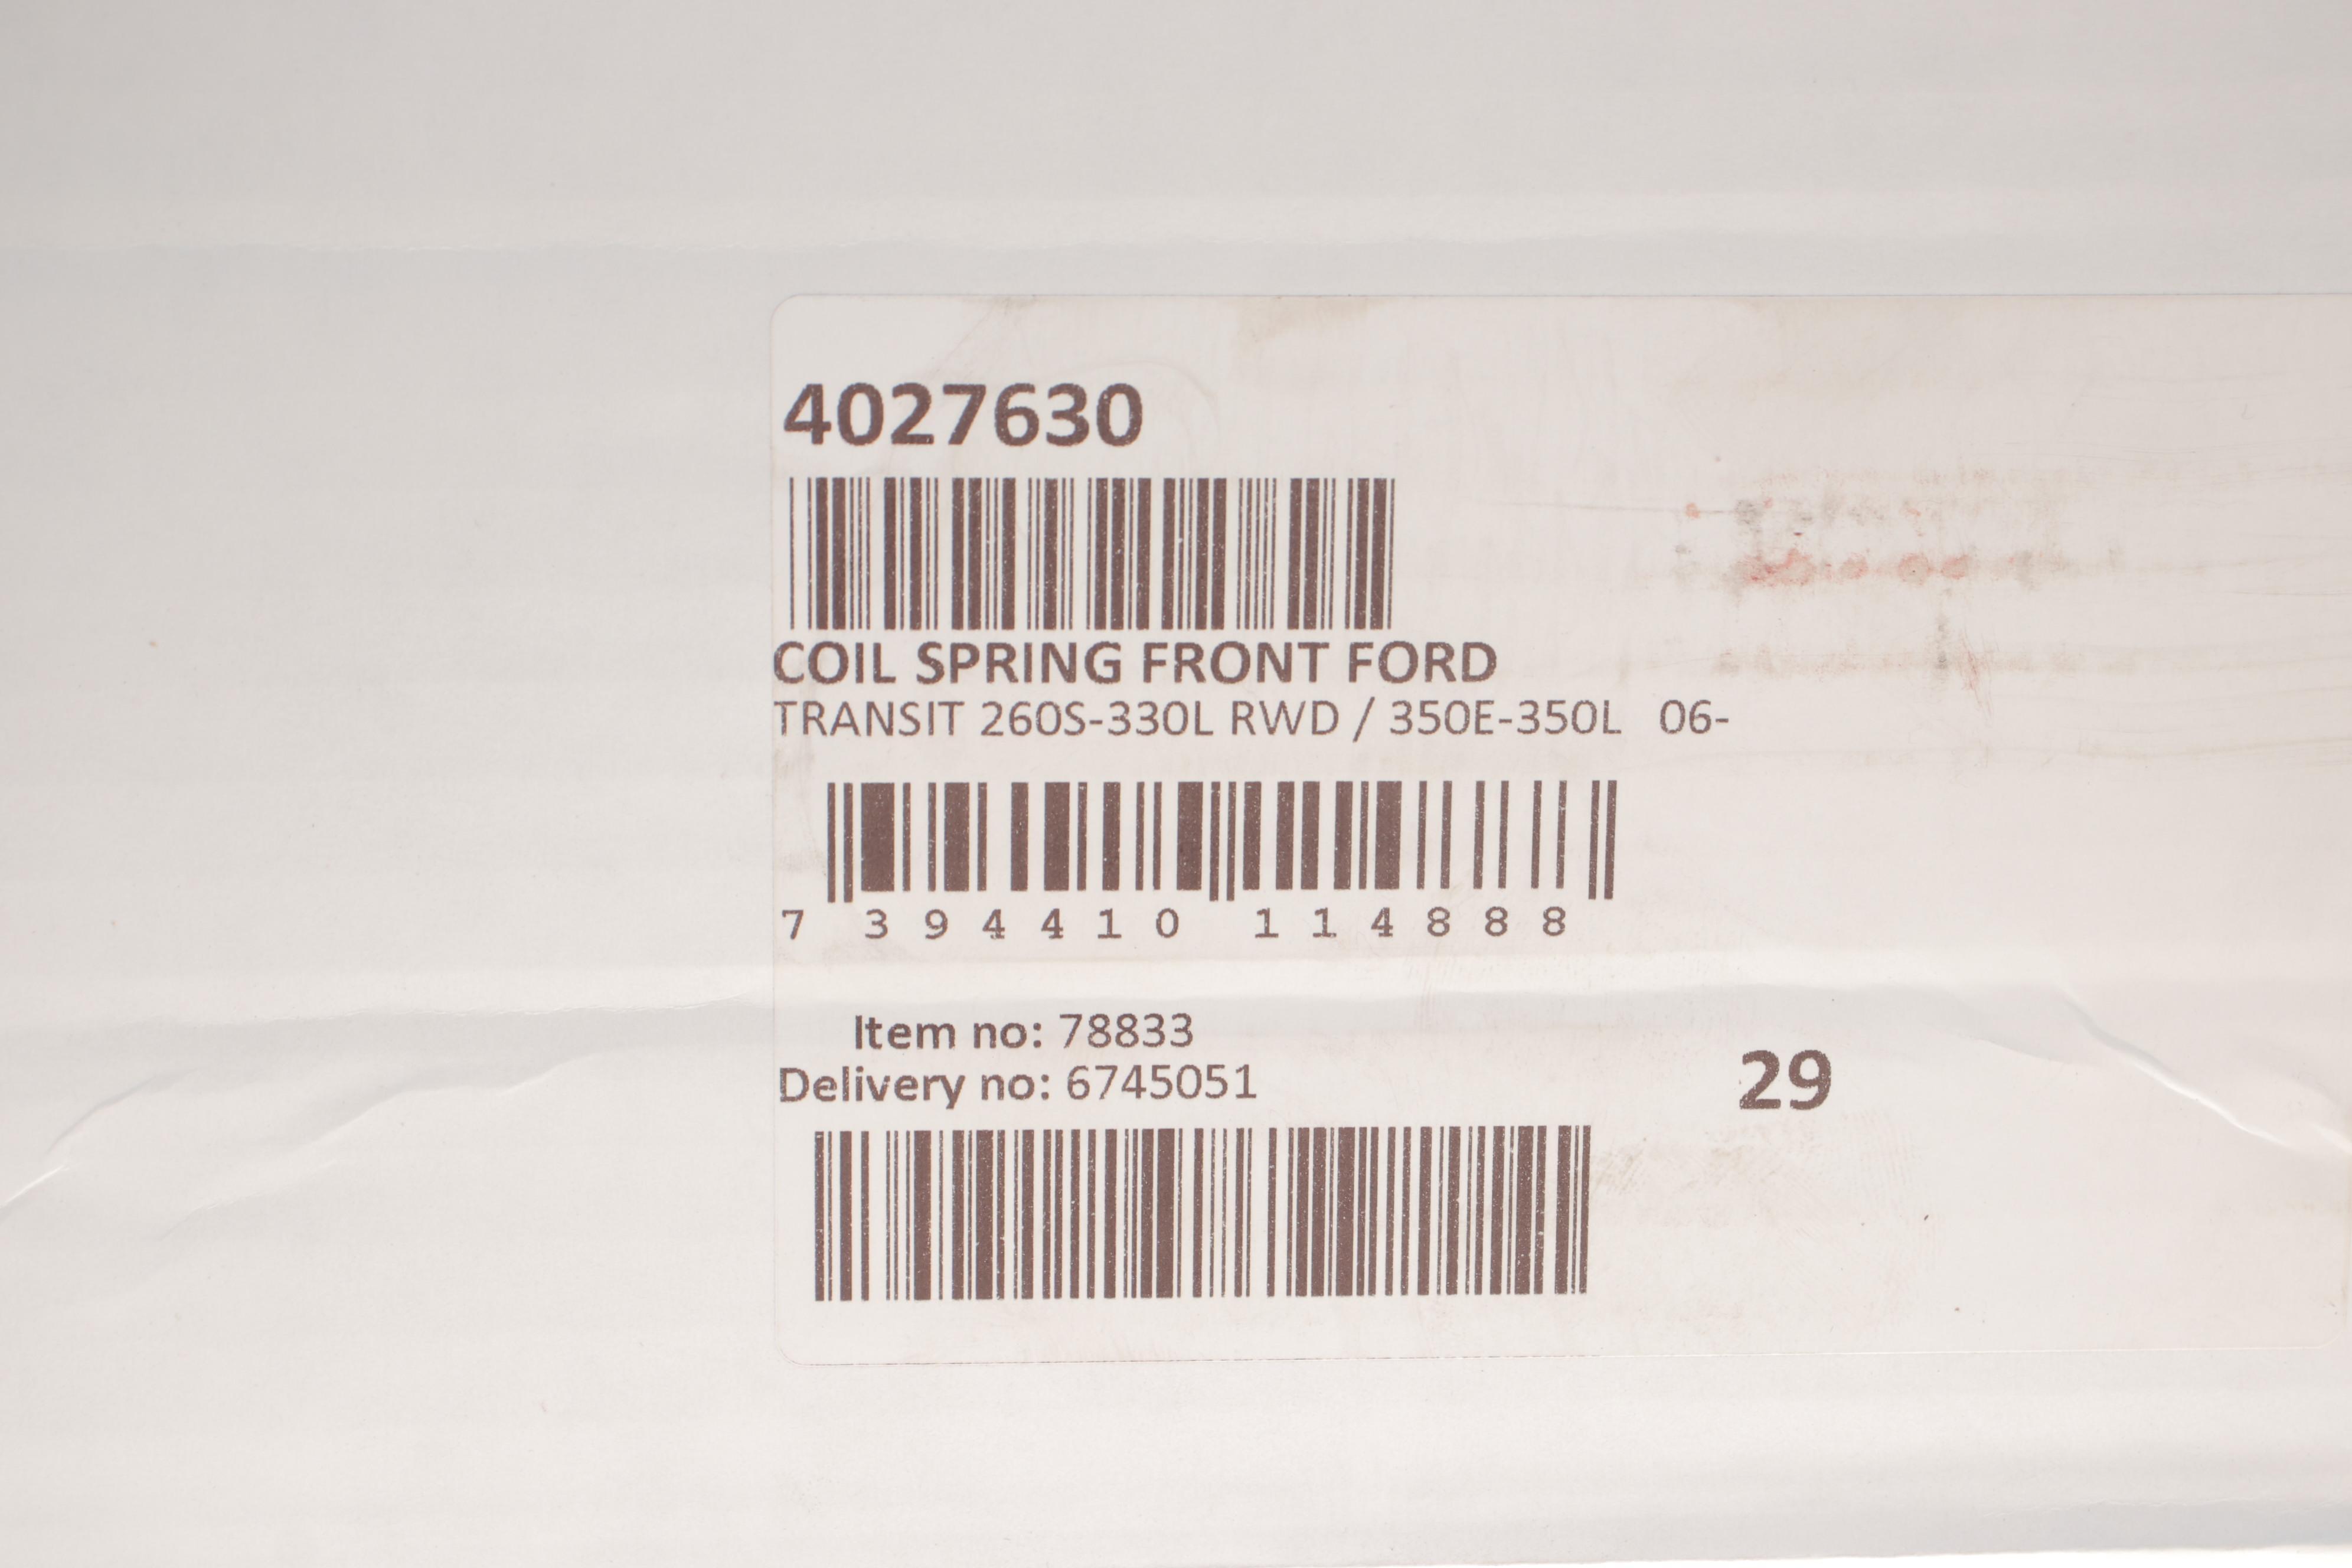 4027630
COIL SPRING FRONT FORD
TRANSIT 260S-330L RWD / 350E-350L 06-
7 394410 114888
Item no: 78833
Delivery no: 6745051
29